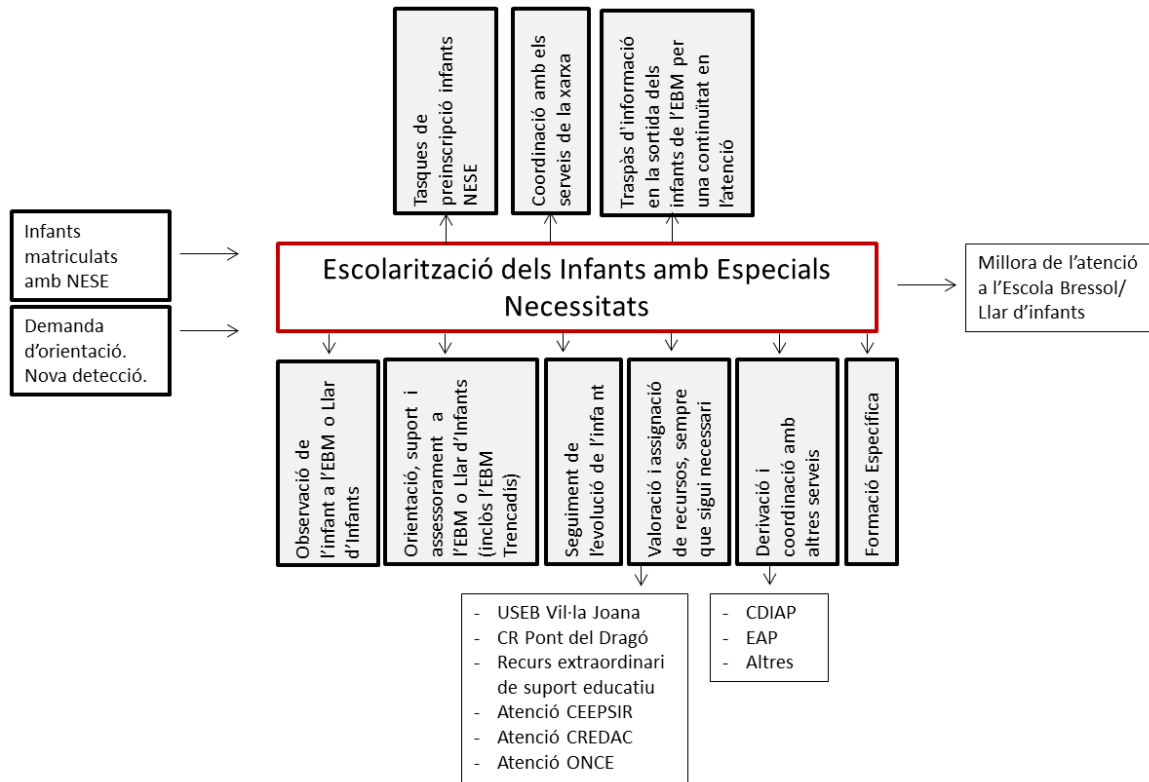 Tasques de
preinscripció infants
NESE
Coordinació amb els
serveis de la xarxa
Traspàs d'informació
en la sortida dels
infants de l'EBM per
una continuïtat en
l'atenció
Infants
matriculats
amb NESE
Demanda
d'orientació.
Nova detecció.
Escolarització dels Infants amb Especials
Necessitats
Millora de l'atenció
a l'Escola Bressol/
Llar d'infants
Observació de
l'infant a l'EBM o Llar
d'Infants
Orientació, suport i
assessorament a
l'EBM o Llar d'Infants
(inclòs l'EBM
Trencadís)
Seguiment de
l'evolució de l'infa nt
Valoració i assignació
de recursos, sempre
que sigui necessari
Derivació i
coordinació amb
altres serveis
Formació Específica
- USEB Vil·la Joana
- CR Pont del Dragó
- Recurs extraordinari
de suport educatiu
- Atenció CEEPSIR
- Atenció CREDAC
- Atenció ONCE
- CDIAP
- EAP
- Altres